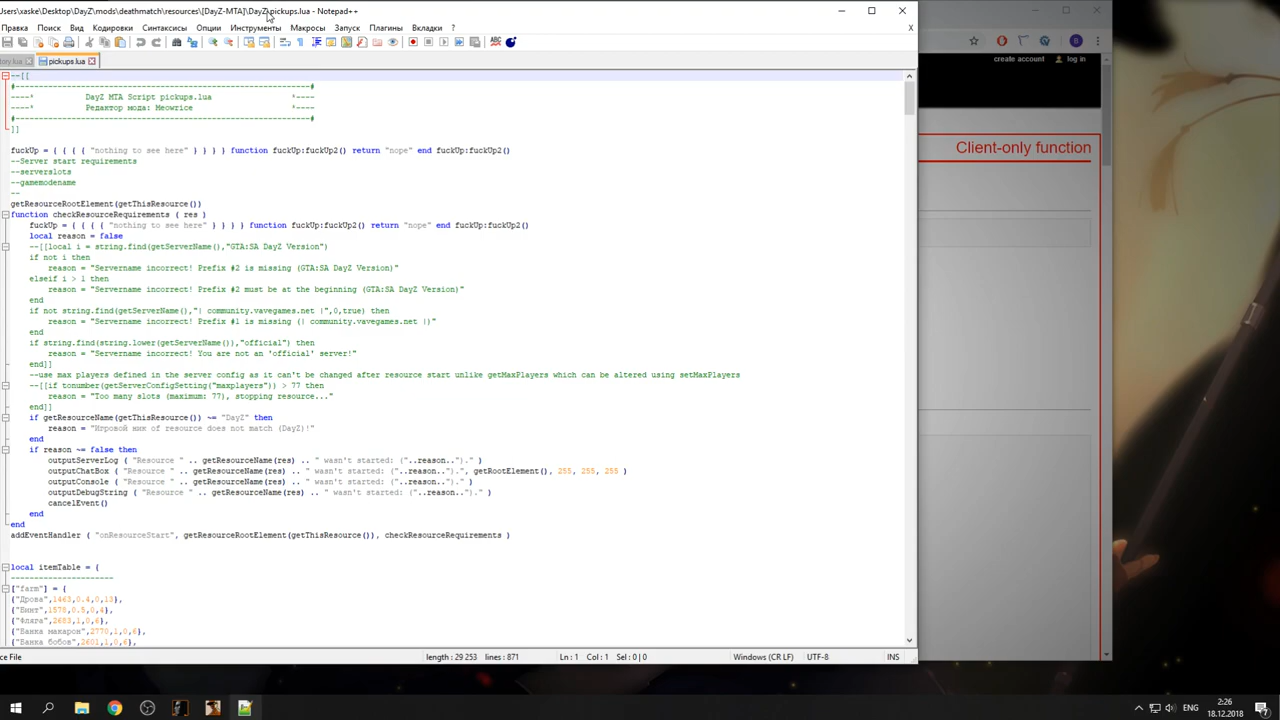 Users\xaske\Desktop\DayZ\mods\deathmatch\resources\[DayZ-MTA]\DayZ\pickups.lua - Notepad++
Правка Поиск Вид Кодировки Синтаксисы Опции Инструменты Макросы Запуск Плагины Вкладки ?
tory.lua pickups.lua
create account log in
Client-only function
--[[
#---------------------------------------------------------------#
----* DayZ MTA Script pickups.lua *----
----* Редактор мода: Meowrice *----
#---------------------------------------------------------------#
]]
fuckUp = { { { { "nothing to see here" } } } } function fuckUp:fuckUp2() return "nope" end fuckUp:fuckUp2()
--Server start requirements
--serverslots
--gamemodename
--
getResourceRootElement(getThisResource())
function checkResourceRequirements ( res )
fuckUp = { { { { "nothing to see here" } } } } function fuckUp:fuckUp2() return "nope" end fuckUp:fuckUp2()
local reason = false
--[[local i = string.find(getServerName(),"GTA:SA DayZ Version")
if not i then
reason = "Servername incorrect! Prefix #2 is missing (GTA:SA DayZ Version)"
elseif i > 1 then
reason = "Servername incorrect! Prefix #2 must be at the beginning (GTA:SA DayZ Version)"
end
if not string.find(getServerName(),"| community.vavegames.net |",0,true) then
reason = "Servername incorrect! Prefix #1 is missing (| community.vavegames.net |)"
end
if string.find(string.lower(getServerName()),"official") then
reason = "Servername incorrect! You are not an 'official' server!"
end]]
--use max players defined in the server config as it can't be changed after resource start unlike getMaxPlayers which can be altered using setMaxPlayers
--[[if tonumber(getServerConfigSetting("maxplayers")) > 77 then
reason = "Too many slots (maximum: 77), stopping resource..."
end]]
if getResourceName(getThisResource()) ~= "DayZ" then
reason = "Игровой ник of resource does not match (DayZ)!"
end
if reason ~= false then
outputServerLog ( "Resource " .. getResourceName(res) .. " wasn't started: ("..reason..")." )
outputChatBox ( "Resource " .. getResourceName(res) .. " wasn't started: ("..reason..").", getRootElement(), 255, 255, 255 )
outputConsole ( "Resource " .. getResourceName(res) .. " wasn't started: ("..reason..")." )
outputDebugString ( "Resource " .. getResourceName(res) .. " wasn't started: ("..reason..")." )
cancelEvent()
end
end
addEventHandler ( "onResourceStart", getResourceRootElement(getThisResource()), checkResourceRequirements )
local itemTable = {
----------------------
["farm"] = {
{"Дрова",1463,0.4,0,13},
{"Бинт",1578,0.5,0,4},
{"Фляга",2683,1,0,6},
{"Банка макарон",2770,1,0,6},
{"Банка бобов",2601,1,0,6},
ce File length : 29 253 lines : 871 Ln : 1 Col : 1 Sel : 0 | 0 Windows (CR LF) UTF-8 INS
ENG
2:26
18.12.2018